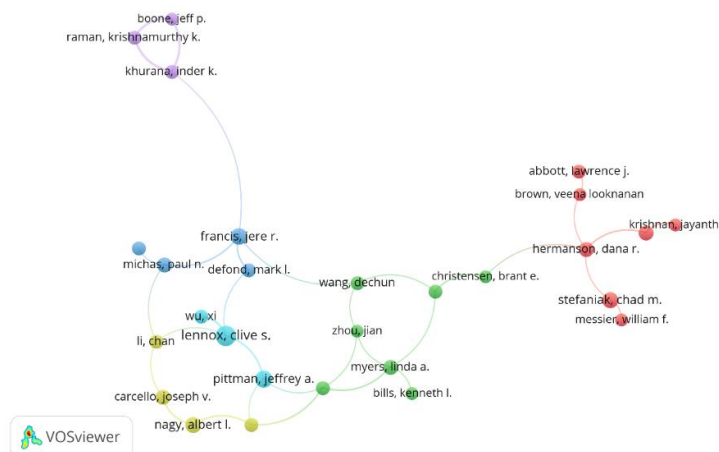 boone, jeff p.
raman, krishnamurthy k.
khurana, inder k.
abbott, lawrence j.
brown, veena looknanan
krishnan, jayanth
francis, jere r.
hermanson, dana r.
michas, paul n.
defond, mark l.
wang, dechun
christensen, brant e.
stefaniak, chad m.
wu, xi
messier, william f.
lennox, clive s.
zhou, jian
li, chan
myers, linda a.
pittman, jeffrey a.
bills, kenneth l.
carcello, joseph v.
nagy, albert l.
VOSviewer